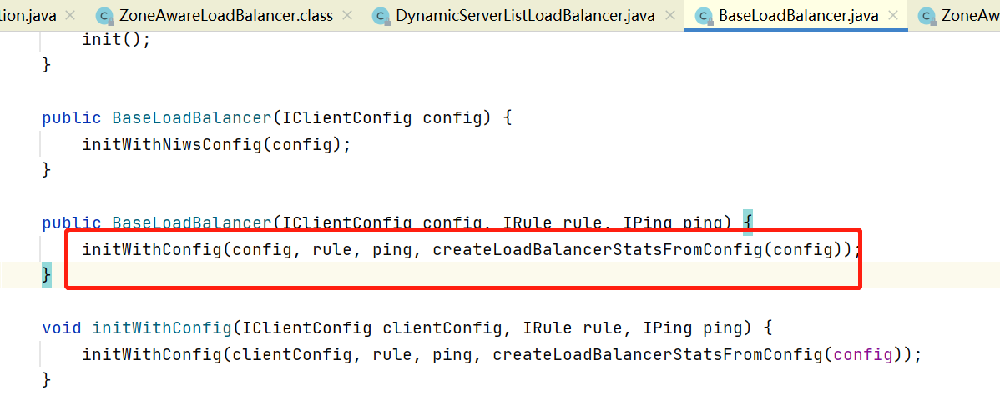 ion.java × ZoneAwareLoadBalancer.class × DynamicServerListLoadBalancer.java × BaseLoadBalancer.java × ZoneAw
init();
}
public BaseLoadBalancer(IClientConfig config) {
initWithNiwsConfig(config);
}
public BaseLoadBalancer(IClientConfig config, IRule rule, IPing ping) {
initWithConfig(config, rule, ping, createLoadBalancerStatsFromConfig(config));
}
void initWithConfig(IClientConfig clientConfig, IRule rule, IPing ping) {
initWithConfig(clientConfig, rule, ping, createLoadBalancerStatsFromConfig(config));
}